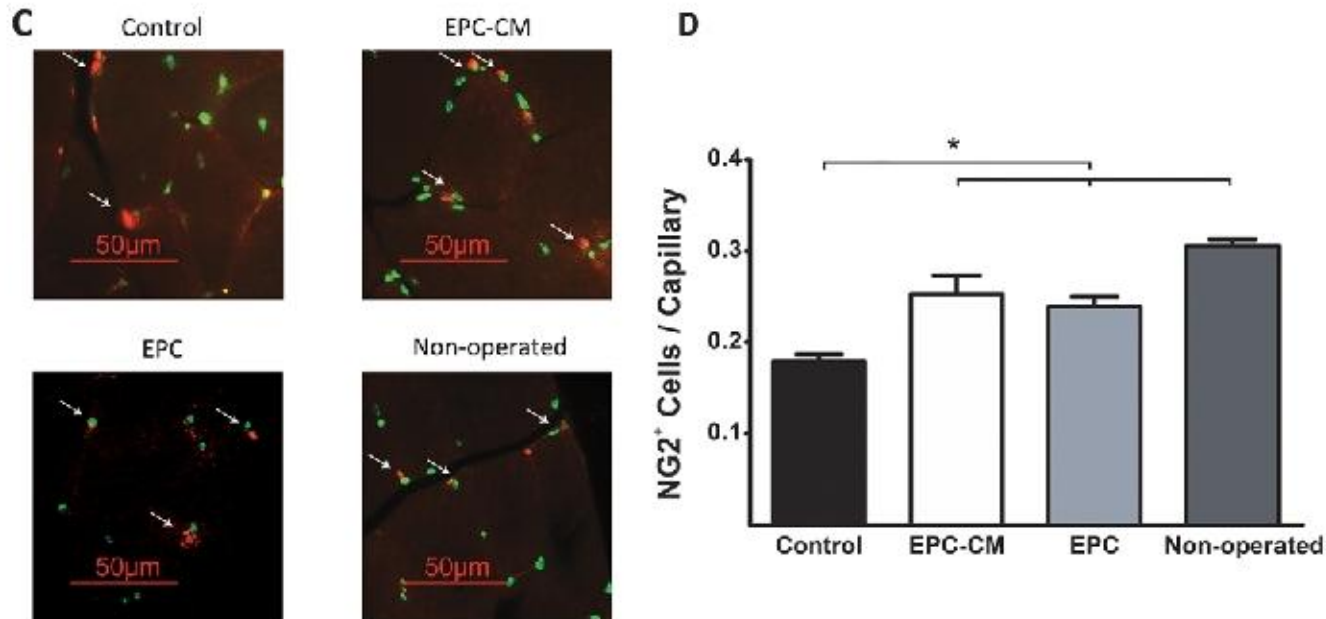 C
Control
EPC-CM
50µm
50µm
EPC
Non-operated
50µm
50µm
D
*
0.4
0.3
0.2
0.1
NG2⁺ Cells / Capillary
Control EPC-CM EPC Non-operated